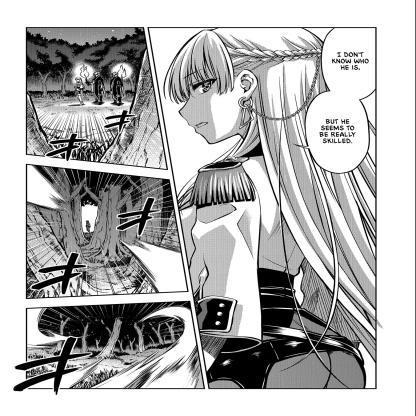 I DON'T
KNOW WHO
HE IS.
BUT HE
SEEMS TO
BE REALLY
SKILLED.